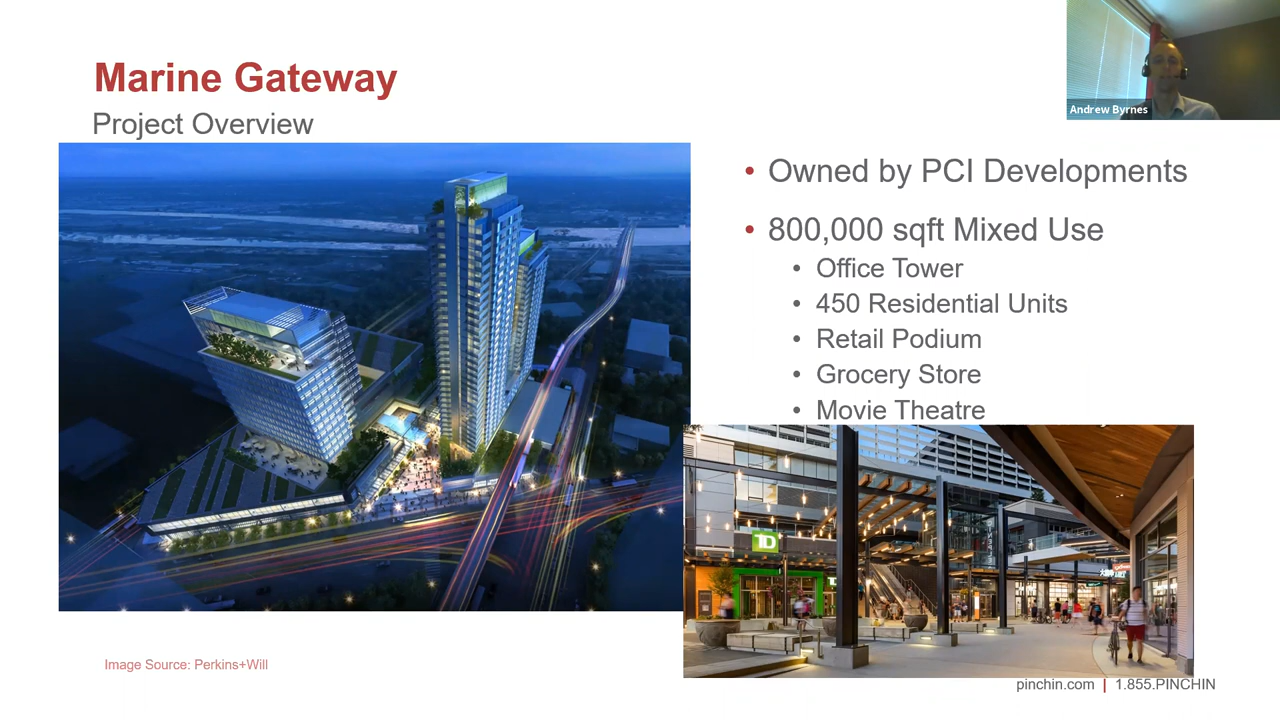 Marine Gateway
Project Overview
Andrew Byrnes
• Owned by PCI Developments
• 800,000 sqft Mixed Use
• Office Tower
• 450 Residential Units
• Retail Podium
• Grocery Store
• Movie Theatre
TD
Image Source: Perkins+Will
pinchin.com | 1.855.PINCHIN